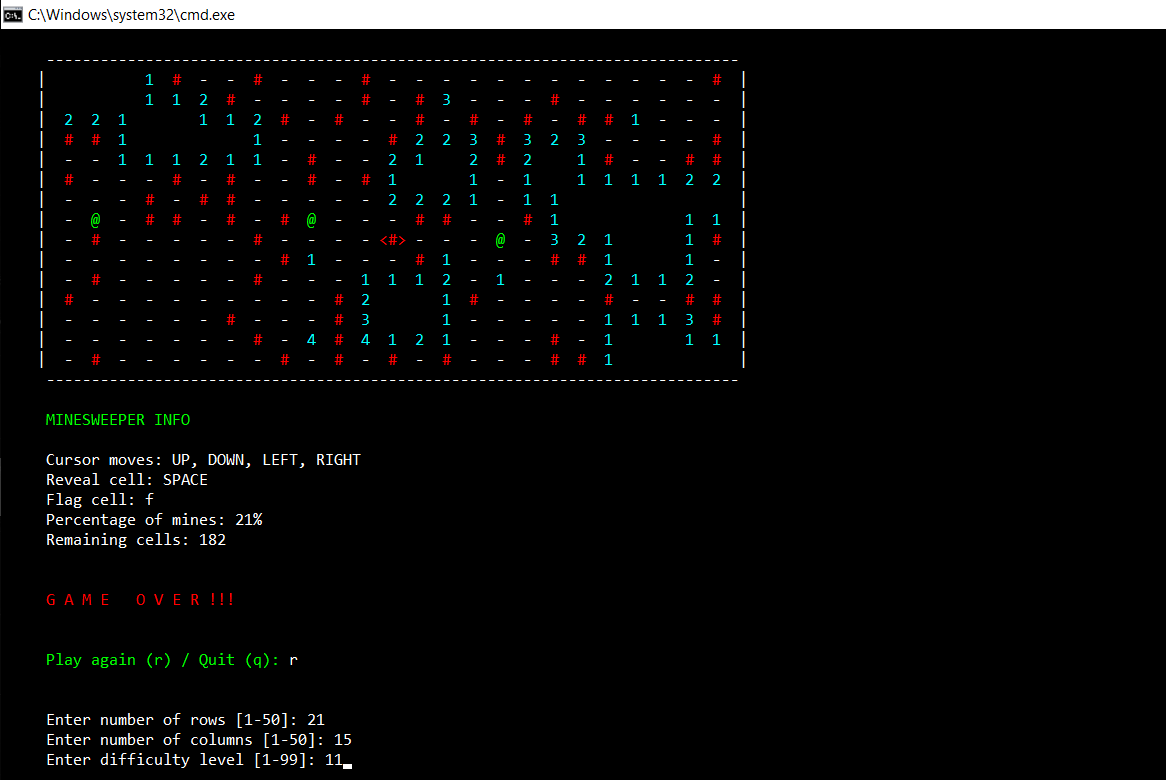 C:\Windows\system32\cmd.exe
-----------------------------------------------------------------------------
|       1 # - - # - - - # - - - - - - - - - - - - # |
|       1 1 2 # - - - - # - # 3 - - - # - - - - - - |
| 2 2 1     1 1 2 # - # - - # - # - # - # # 1 - - - |
| # # 1         1 - - - - # 2 2 3 # 3 2 3 - - - - # |
| - - 1 1 1 2 1 1 - # - - 2 1   2 # 2   1 # - - # # |
| # - - - # - # - - # - # 1     1 - 1   1 1 1 1 2 2 |
| - - - # - # # - - - - - 2 2 2 1 - 1 1             |
| - @ - # # - # - # @ - - - # # - - # 1         1 1 |
| - # - - - - - # - - - - <#> - - - @ - 3 2 1     1 # |
| - - - - - - - - # 1 - - - # 1 - - - # # 1     1 - |
| - # - - - - - # - - - 1 1 1 2 - 1 - - - 2 1 1 2 - |
| # - - - - - - - - - # 2     1 # - - - - # - - # # |
| - - - - - - # - - - # 3     1 - - - - - 1 1 1 3 # |
| - - - - - - - # - 4 # 4 1 2 1 - - - # - 1     1 1 |
| - # - - - - - - # - # - # - # - - - # # 1         |
-----------------------------------------------------------------------------
MINESWEEPER INFO
Cursor moves: UP, DOWN, LEFT, RIGHT
Reveal cell: SPACE
Flag cell: f
Percentage of mines: 21%
Remaining cells: 182
G A M E   O V E R !!!
Play again (r) / Quit (q): r
Enter number of rows [1-50]: 21
Enter number of columns [1-50]: 15
Enter difficulty level [1-99]: 11